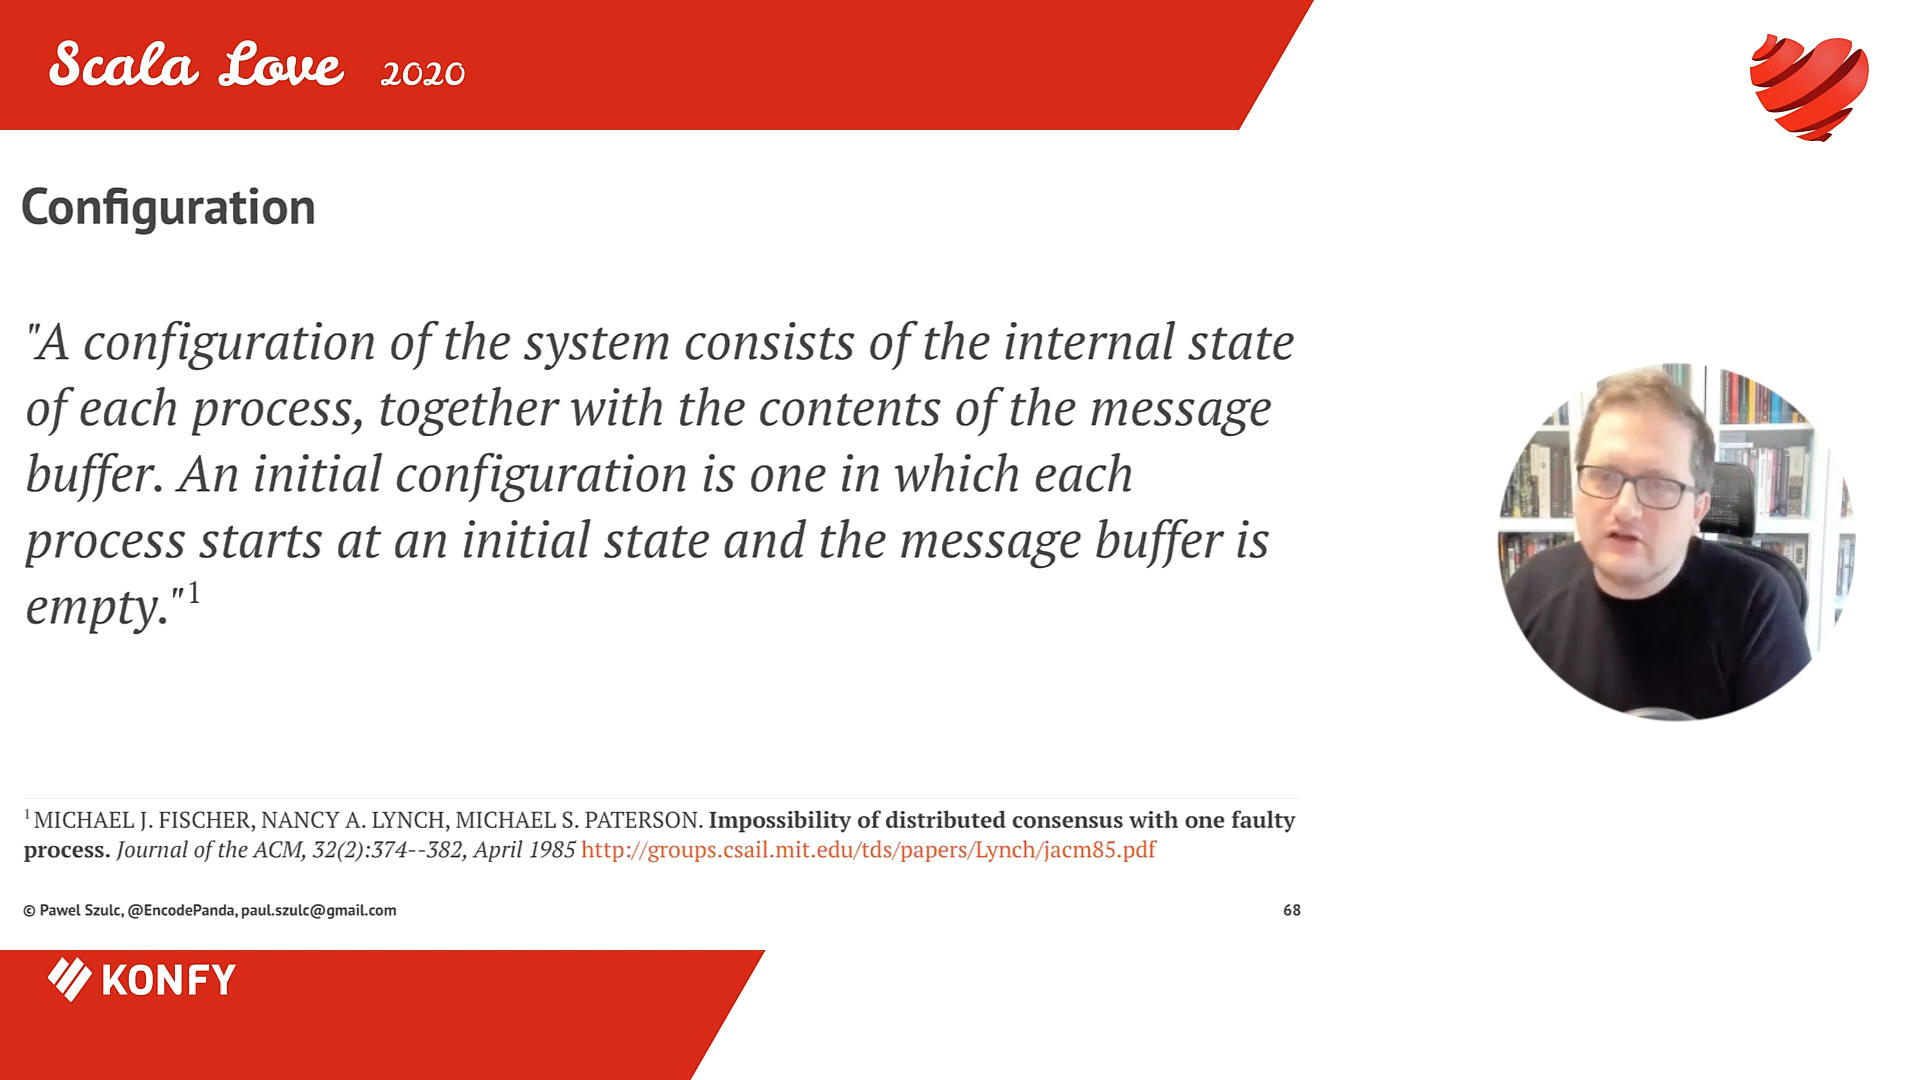 Scala Love 2020
Configuration
"A configuration of the system consists of the internal state
of each process, together with the contents of the message
buffer. An initial configuration is one in which each
process starts at an initial state and the message buffer is
empty."1
1 MICHAEL J. FISCHER, NANCY A. LYNCH, MICHAEL S. PATERSON. Impossibility of distributed consensus with one faulty
process. Journal of the ACM, 32(2):374--382, April 1985 http://groups.csail.mit.edu/tds/papers/Lynch/jacm85.pdf
© Pawel Szulc, @EncodePanda, paul.szulc@gmail.com 68
KONFY